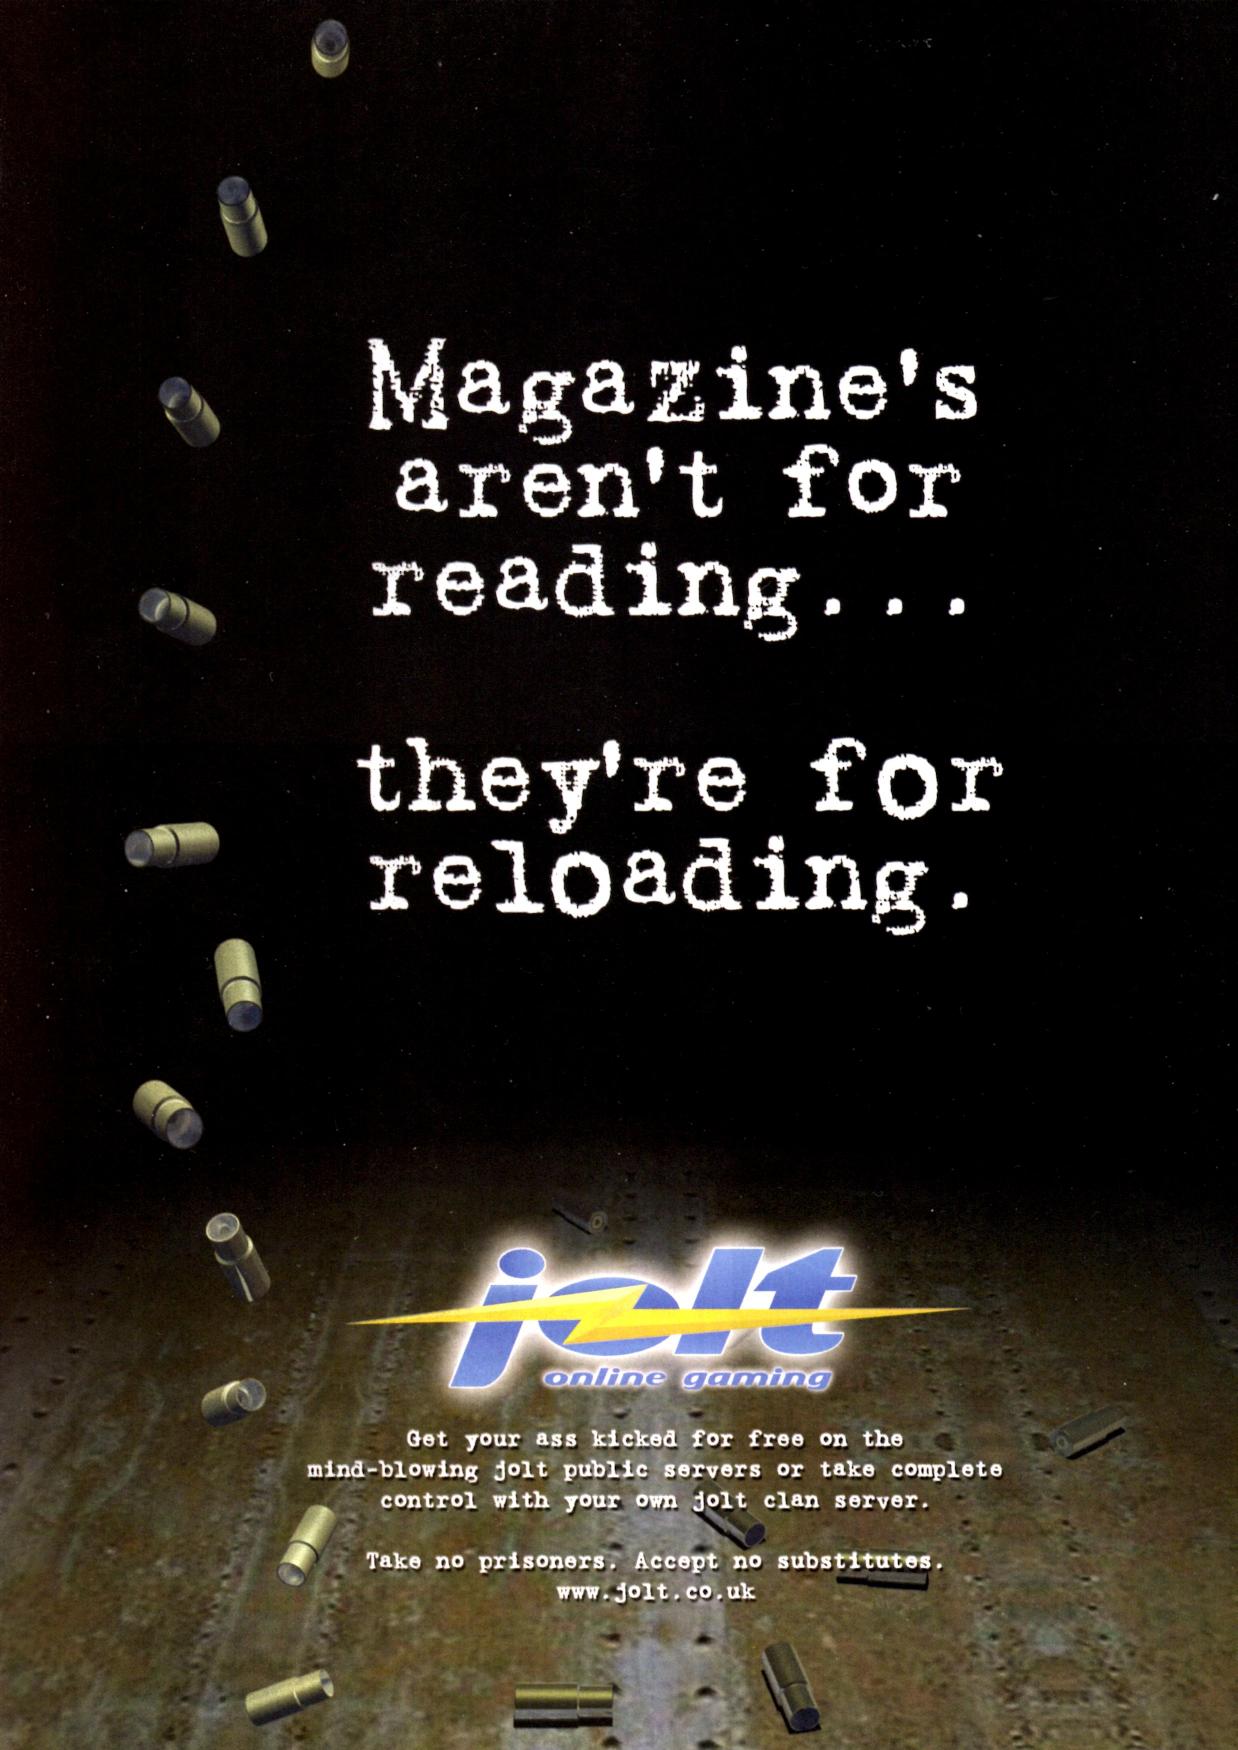 Magazine's
aren't for
reading...
they're for
reloading.
jolt
online gaming
Get your ass kicked for free on the
mind-blowing jolt public servers or take complete
control with your own jolt clan server.
Take no prisoners. Accept no substitutes.
www.jolt.co.uk